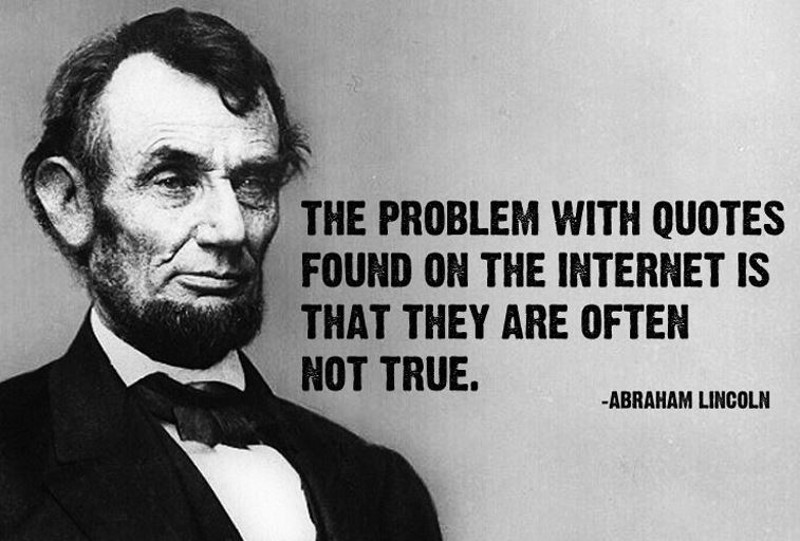 THE PROBLEM WITH QUOTES
FOUND ON THE INTERNET IS
THAT THEY ARE OFTEN
NOT TRUE.
-ABRAHAM LINCOLN